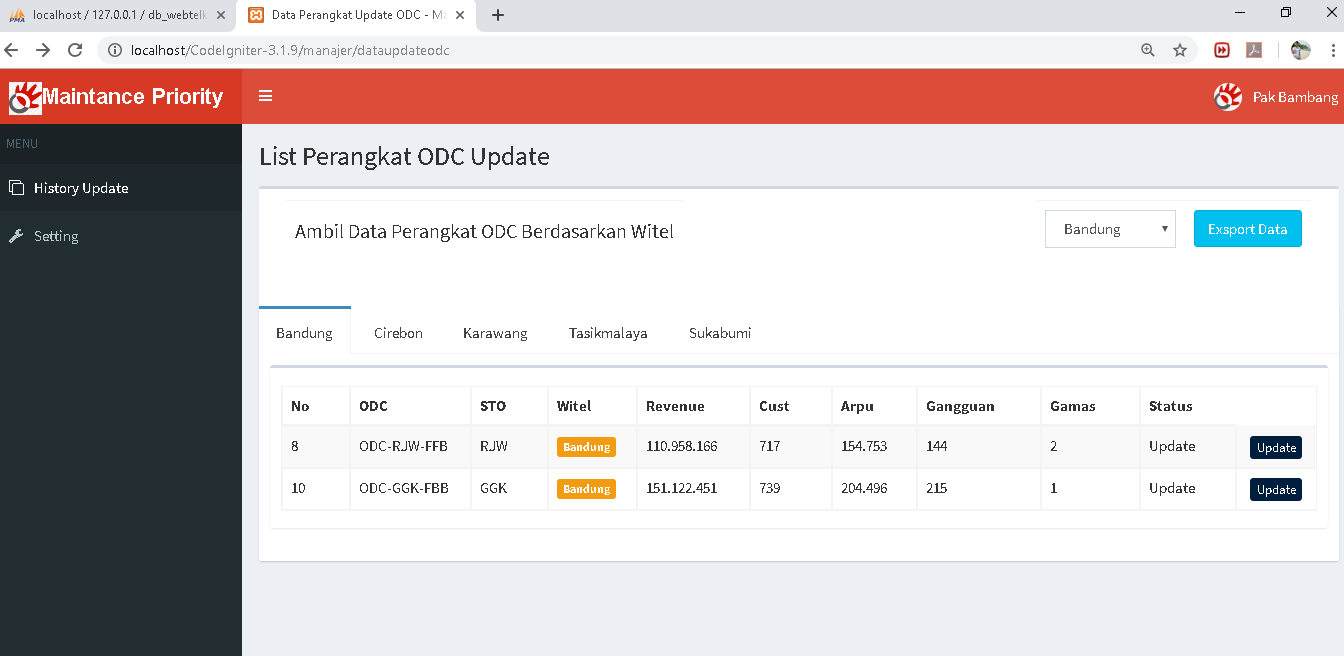 localhost / 127.0.0.1 / db_webtelk
Data Perangkat Update ODC - Ma
localhost/CodeIgniter-3.1.9/manajer/dataupdateodc
Maintance Priority
Pak Bambang
MENU
History Update
Setting
List Perangkat ODC Update
Ambil Data Perangkat ODC Berdasarkan Witel
Bandung
Exsport Data
Bandung Cirebon Karawang Tasikmalaya Sukabumi
No ODC STO Witel Revenue Cust Arpu Gangguan Gamas Status
8 ODC-RJW-FFB RJW Bandung 110.958.166 717 154.753 144 2 Update Update
10 ODC-GGK-FBB GGK Bandung 151.122.451 739 204.496 215 1 Update Update